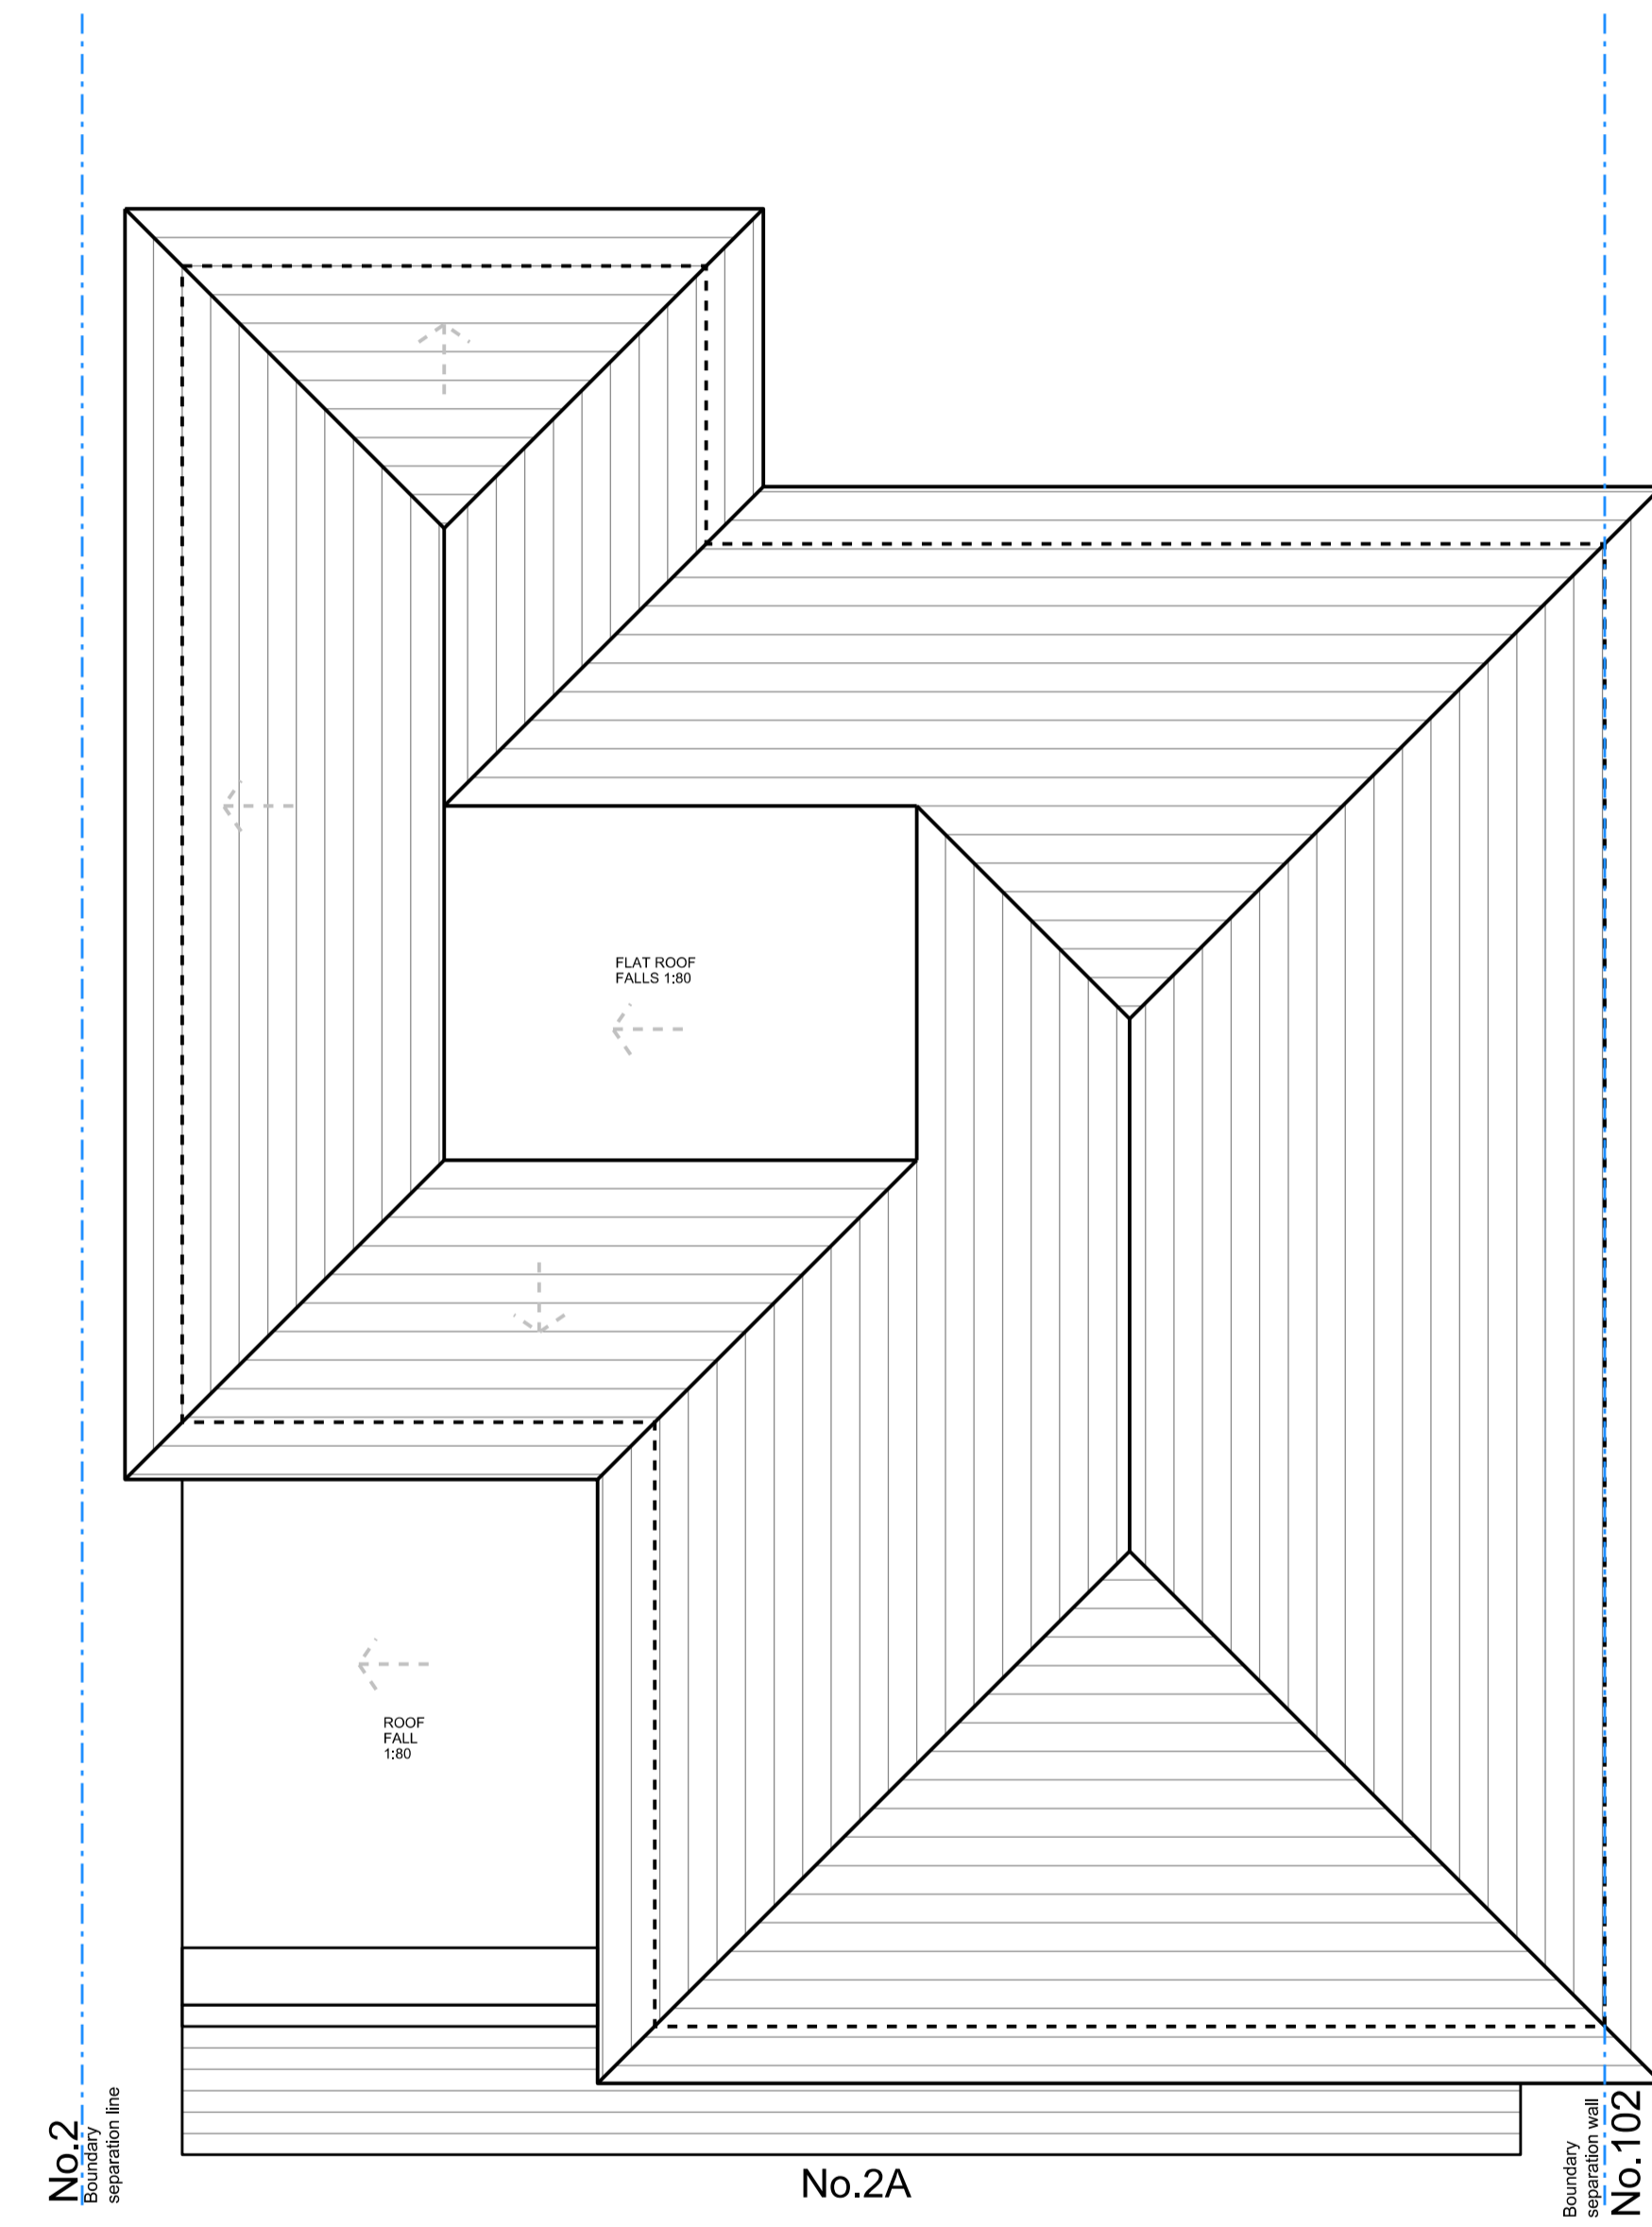 FLAT ROOF
FALLS 1:80
ROOF
FALL
1:80
No.2
Boundary
separation line
No.2A
Boundary
separation wall
No.102